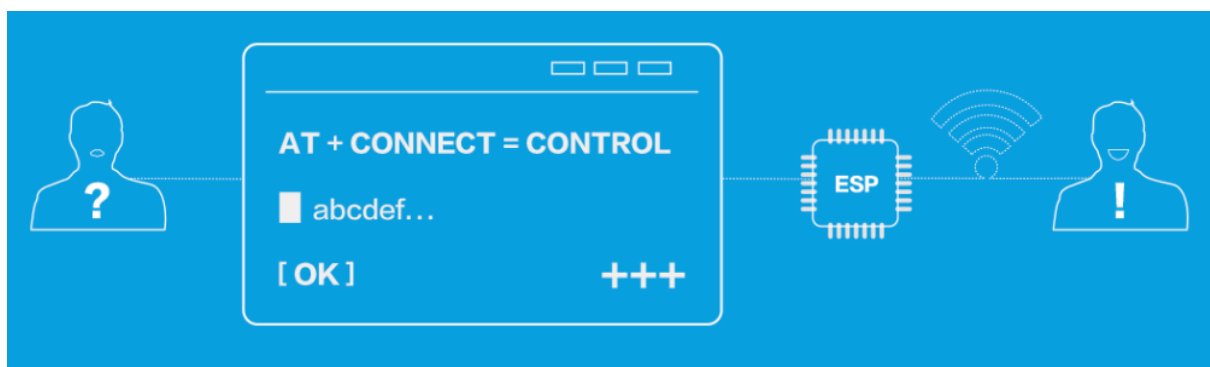 ?
AT + CONNECT = CONTROL
abcdef...
[ OK ] +++
ESP
!